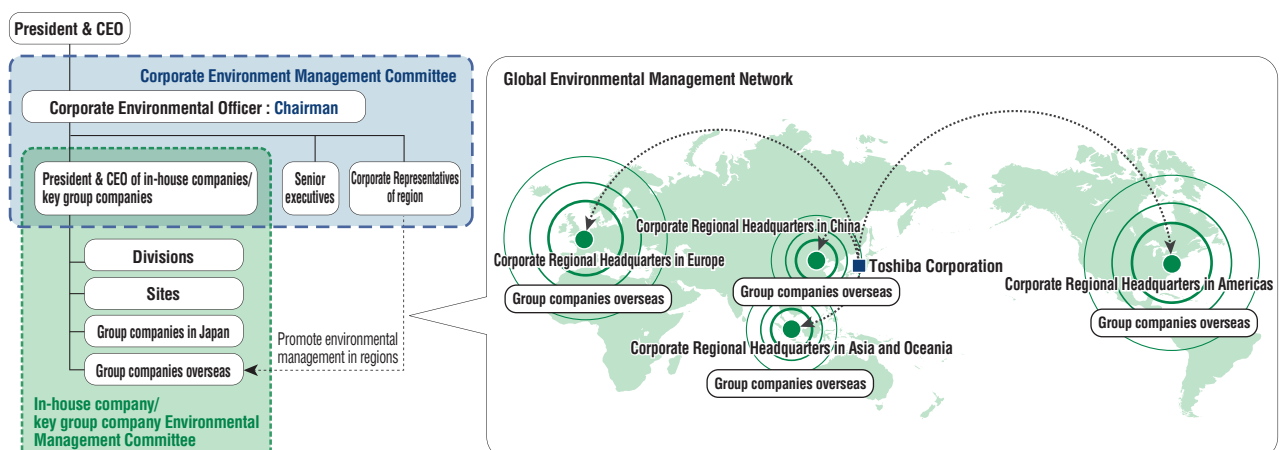 President & CEO
Corporate Environment Management Committee
Corporate Environmental Officer : Chairman
President & CEO of in-house companies/
key group companies
Senior
executives
Corporate Representatives
of region
Divisions
Sites
Group companies in Japan
Group companies overseas
Promote environmental
management in regions
In-house company/
key group company Environmental
Management Committee
Global Environmental Management Network
Corporate Regional Headquarters in Europe
Group companies overseas
Corporate Regional Headquarters in China
Group companies overseas
Toshiba Corporation
Corporate Regional Headquarters in Asia and Oceania
Group companies overseas
Corporate Regional Headquarters in Americas
Group companies overseas